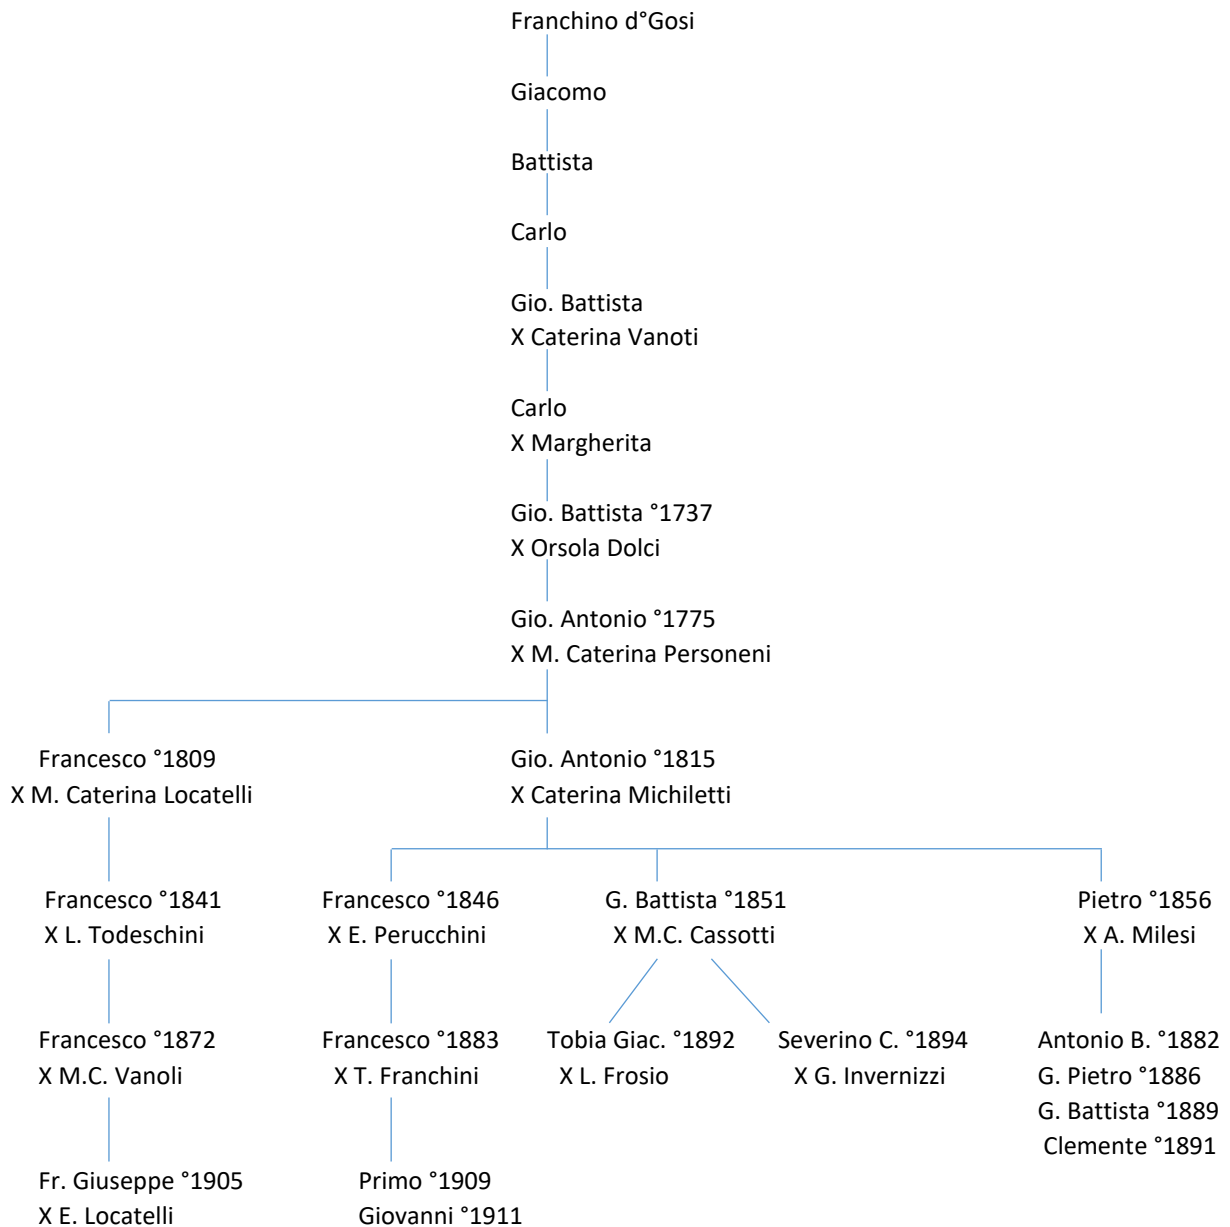 Franchino d°Gosi
Giacomo
Battista
Carlo
Gio. Battista
X Caterina Vanoti
Carlo
X Margherita
Gio. Battista °1737
X Orsola Dolci
Gio. Antonio °1775
X M. Caterina Personeni
Francesco °1809
X M. Caterina Locatelli
Gio. Antonio °1815
X Caterina Michiletti
Francesco °1841
X L. Todeschini
Francesco °1846
X E. Perucchini
G. Battista °1851
X M.C. Cassotti
Pietro °1856
X A. Milesi
Francesco °1872
X M.C. Vanoli
Francesco °1883
X T. Franchini
Tobia Giac. °1892
X L. Frosio
Severino C. °1894
X G. Invernizzi
Antonio B. °1882
G. Pietro °1886
G. Battista °1889
Clemente °1891
Fr. Giuseppe °1905
X E. Locatelli
Primo °1909
Giovanni °1911